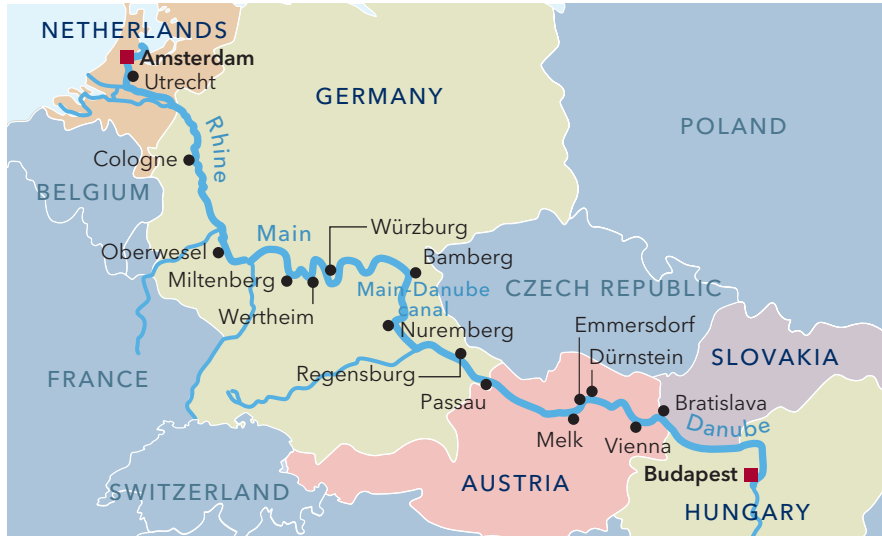 NETHERLANDS
Amsterdam
Utrecht
GERMANY
POLAND
Rhine
Cologne
BELGIUM
Oberwesel
Main
Würzburg
Bamberg
Miltenberg
Main-Danube
canal
CZECH REPUBLIC
Wertheim
Nuremberg
Emmersdorf
Dürnstein
SLOVAKIA
FRANCE
Regensburg
Passau
Bratislava
Danube
Melk
Vienna
Budapest
SWITZERLAND
AUSTRIA
HUNGARY